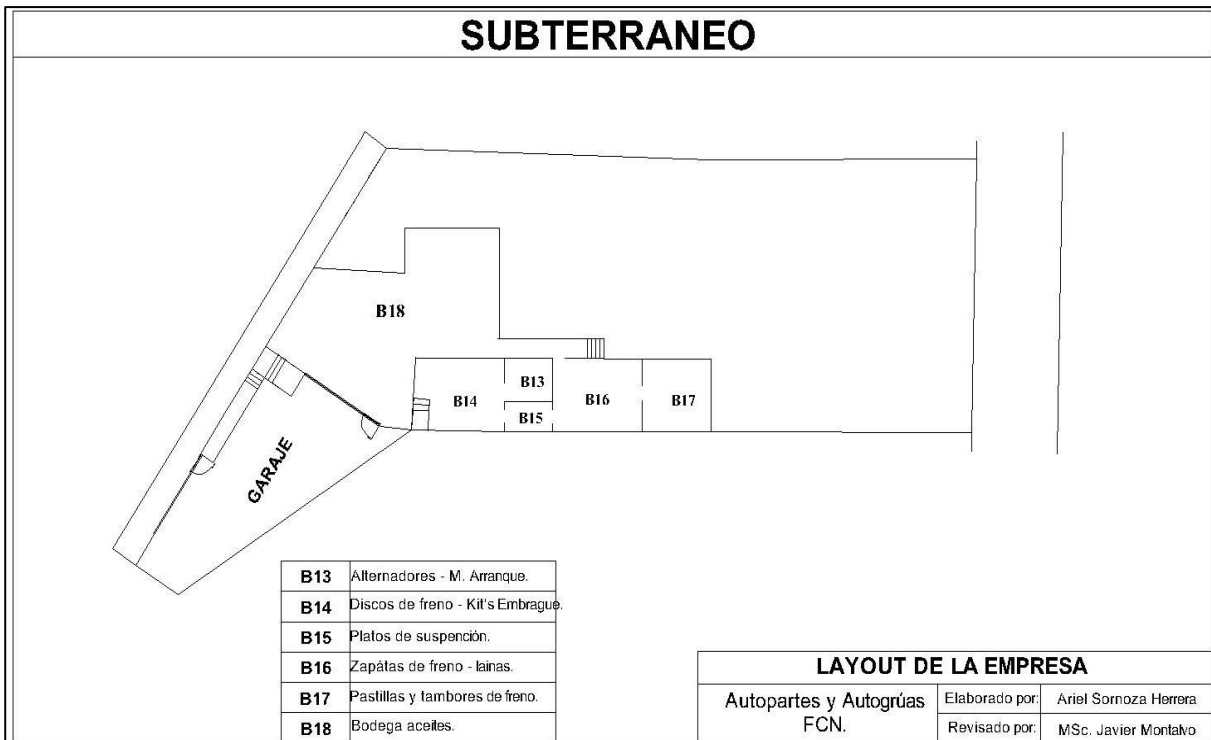 SUBTERRANEO
B18
B13
B14
B16
B17
B15
GARAJE
B13 Alternadores - M. Arranque.
B14 Discos de freno - Kit's Embrague.
B15 Platos de suspención.
B16 Zapátas de freno - lainas.
B17 Pastillas y tambores de freno.
B18 Bodega aceites.
LAYOUT DE LA EMPRESA
Autopartes y Autogrúas
FCN.
Elaborado por: Ariel Sornoza Herrera
Revisado por: MSc. Javier Montalvo